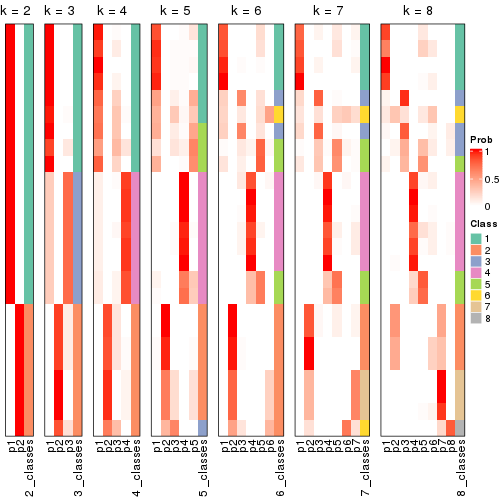 k = 2 k = 3 k = 4 k = 5 k = 6 k = 7 k = 8
Prob
1
0.5
0
Class
1
2
3
4
5
6
7
8
p1 p2 2_classes p1 p2 p3 3_classes p1 p2 p3 p4 4_classes p1 p2 p3 p4 p5 5_classes p1 p2 p3 p4 p5 p6 6_classes p1 p2 p3 p4 p5 p6 p7 7_classes p1 p2 p3 p4 p5 p6 p7 p8 8_classes